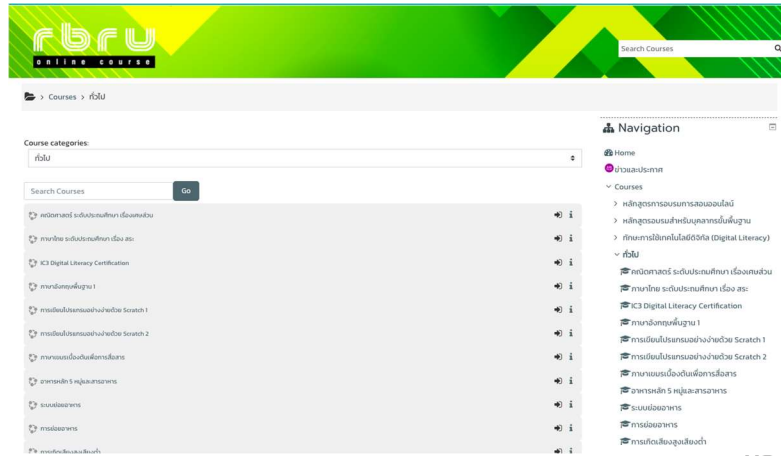 rbru
online course
Search Courses
> Courses > ทั่วไป
Course categories:
ทั่วไป
Search Courses
Go
คณิตศาสตร์ ระดับประถมศึกษา เรื่องเศษส่วน
ภาษาไทย ระดับประถมศึกษา เรื่อง สระ
IC3 Digital Literacy Certification
ภาษาอังกฤษพื้นฐาน 1
การเขียนโปรแกรมอย่างง่ายด้วย Scratch 1
การเขียนโปรแกรมอย่างง่ายด้วย Scratch 2
ภาษาเขมรเบื้องต้นเพื่อการสื่อสาร
อาหารหลัก 5 หมู่และสารอาหาร
ระบบย่อยอาหาร
การย่อยอาหาร
การเกิดเสียงสูงเสียงต่ำ
Navigation
Home
ข่าวและประกาศ
Courses
หลักสูตรการอบรมการสอนออนไลน์
หลักสูตรอบรมสำหรับบุคลากรขั้นพื้นฐาน
ทักษะการใช้เทคโนโลยีดิจิทัล (Digital Literacy)
ทั่วไป
คณิตศาสตร์ ระดับประถมศึกษา เรื่องเศษส่วน
ภาษาไทย ระดับประถมศึกษา เรื่อง สระ
IC3 Digital Literacy Certification
ภาษาอังกฤษพื้นฐาน 1
การเขียนโปรแกรมอย่างง่ายด้วย Scratch 1
การเขียนโปรแกรมอย่างง่ายด้วย Scratch 2
ภาษาเขมรเบื้องต้นเพื่อการสื่อสาร
อาหารหลัก 5 หมู่และสารอาหาร
ระบบย่อยอาหาร
การย่อยอาหาร
การเกิดเสียงสูงเสียงต่ำ